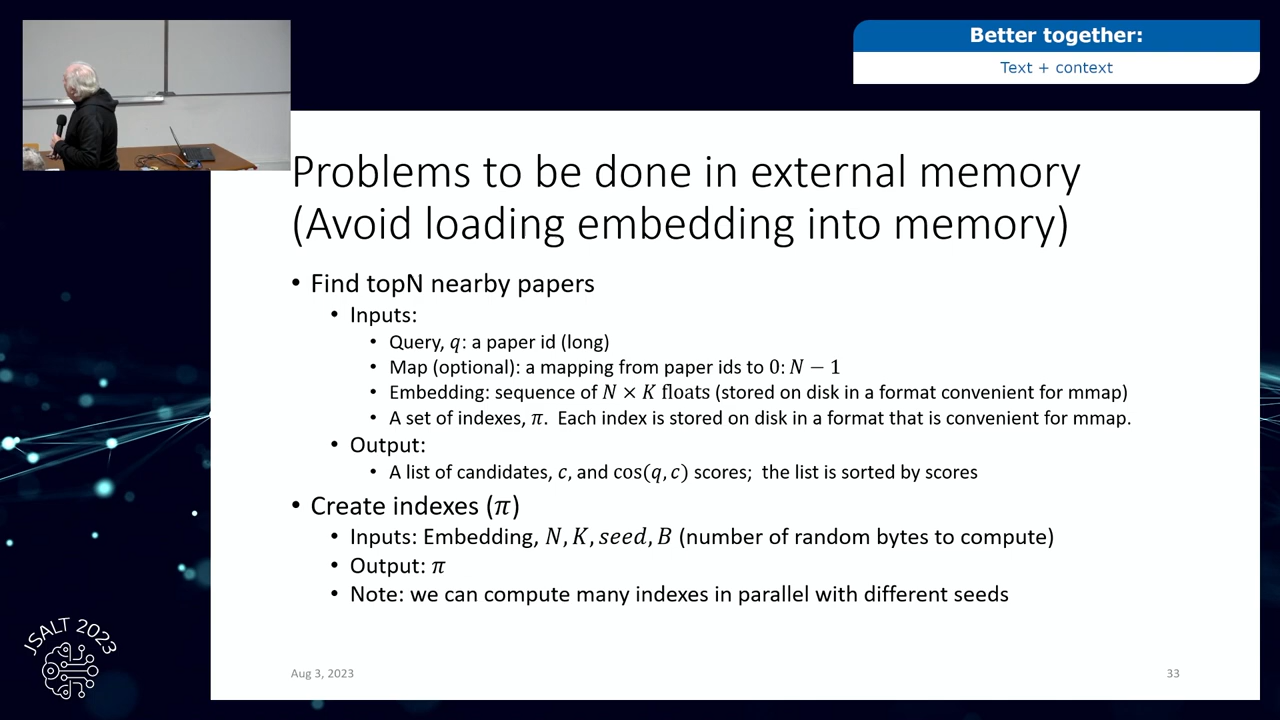 Better together:
Text + context
Problems to be done in external memory
(Avoid loading embedding into memory)
• Find topN nearby papers
• Inputs:
• Query, q: a paper id (long)
• Map (optional): a mapping from paper ids to 0: N − 1
• Embedding: sequence of N × K floats (stored on disk in a format convenient for mmap)
• A set of indexes, π. Each index is stored on disk in a format that is convenient for mmap.
• Output:
• A list of candidates, c, and cos(q, c) scores; the list is sorted by scores
• Create indexes (π)
• Inputs: Embedding, N, K, seed, B (number of random bytes to compute)
• Output: π
• Note: we can compute many indexes in parallel with different seeds
JSALT 2023
Aug 3, 2023
33